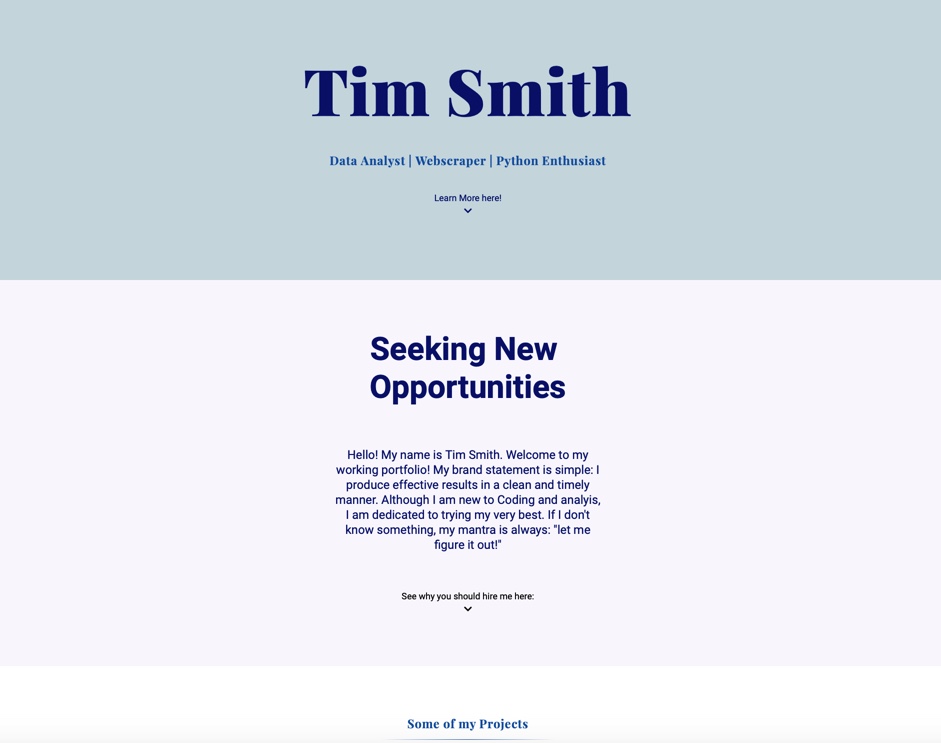 Tim Smith
Data Analyst | Webscraper | Python Enthusiast
Learn More here!
Seeking New
Opportunities
Hello! My name is Tim Smith. Welcome to my
working portfolio! My brand statement is simple: I
produce effective results in a clean and timely
manner. Although I am new to Coding and analyis,
I am dedicated to trying my very best. If I don't
know something, my mantra is always: "let me
figure it out!"
See why you should hire me here:
Some of my Projects